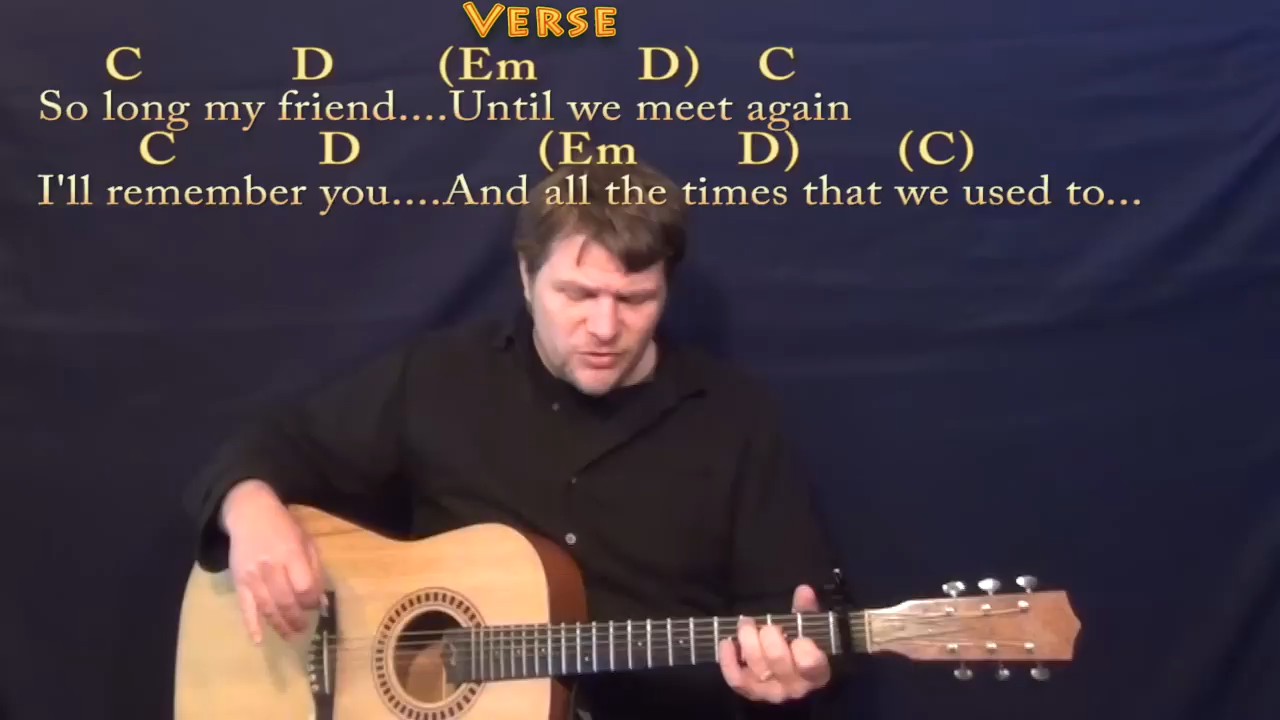 VERSE
C D (Em D) C
So long my friend....Until we meet again
C D (Em D) (C)
I'll remember you....And all the times that we used to...